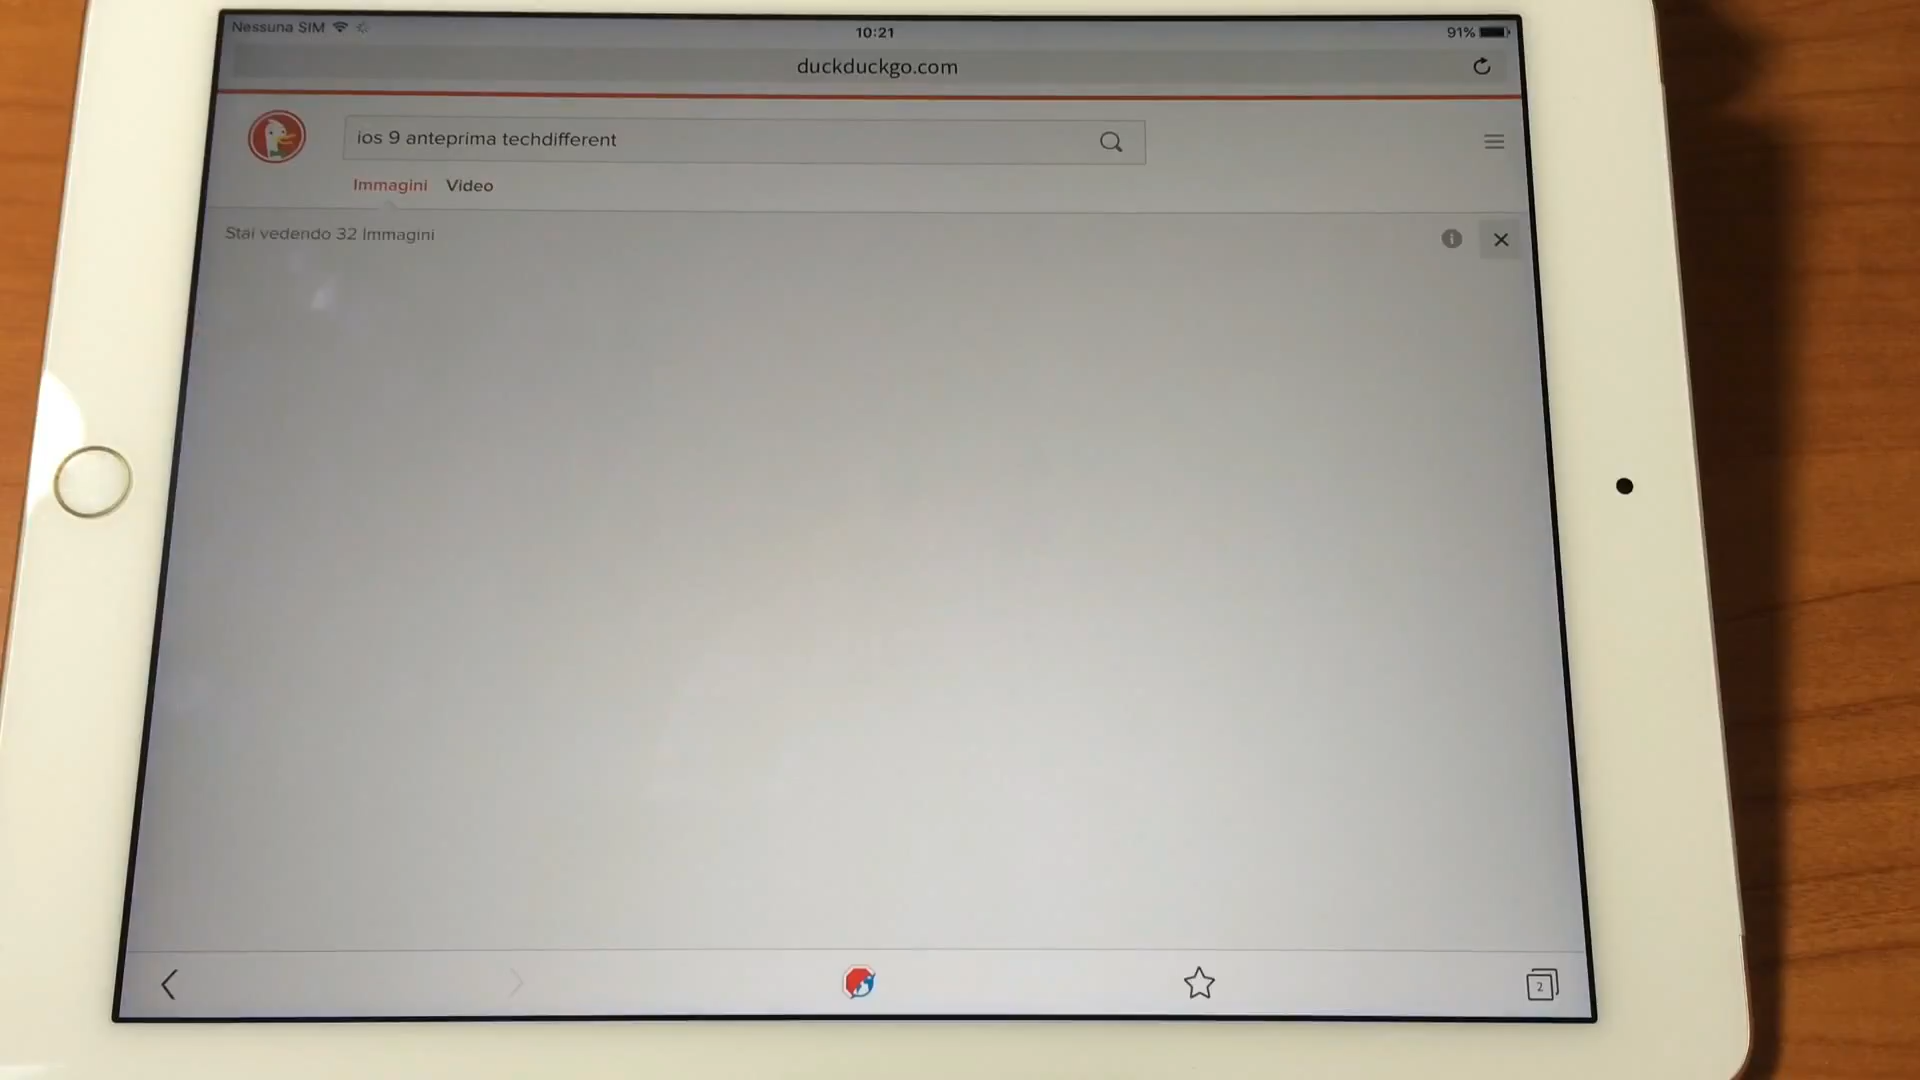 Nessuna SIM
10:21
91%
duckduckgo.com
ios 9 anteprima techdifferent
Immagini Video
Stai vedendo 32 Immagini
2